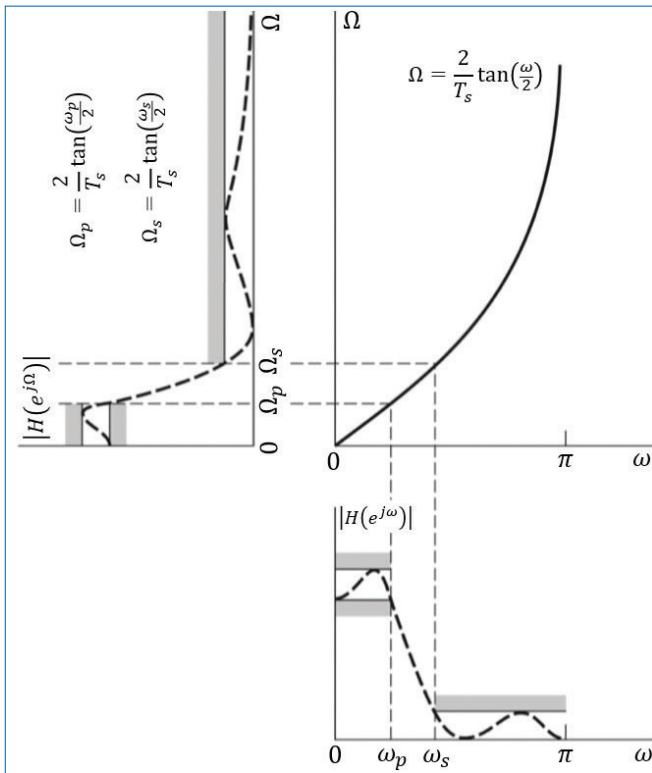 Ω
Ω
Ω = 2/T_s tan(ω/2)
Ω_p = 2/T_s tan(ω_p/2)
Ω_s = 2/T_s tan(ω_s/2)
|H(e^{jΩ})|
Ω_s
Ω_p
0
0
π
ω
|H(e^{jω})|
0
ω_p
ω_s
π
ω